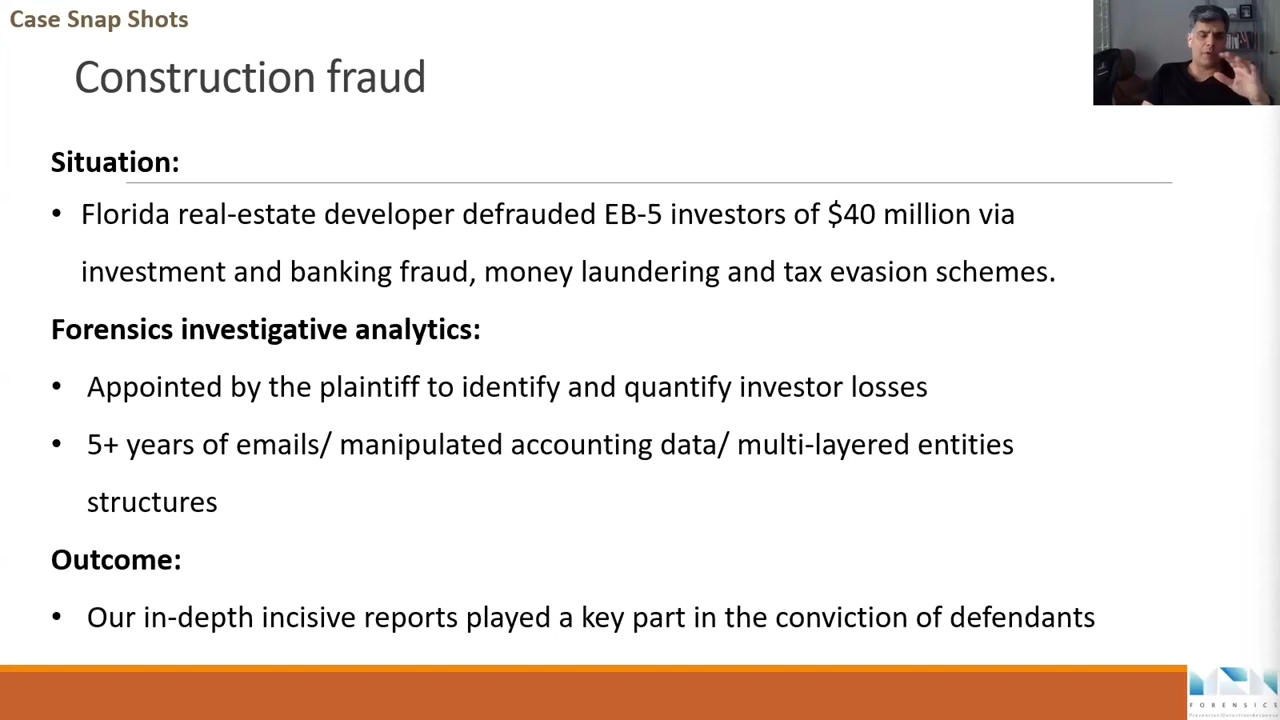 Case Snap Shots
Construction fraud
Situation:
• Florida real-estate developer defrauded EB-5 investors of $40 million via
investment and banking fraud, money laundering and tax evasion schemes.
Forensics investigative analytics:
• Appointed by the plaintiff to identify and quantify investor losses
• 5+ years of emails/ manipulated accounting data/ multi-layered entities
structures
Outcome:
• Our in-depth incisive reports played a key part in the conviction of defendants
FORENSICS